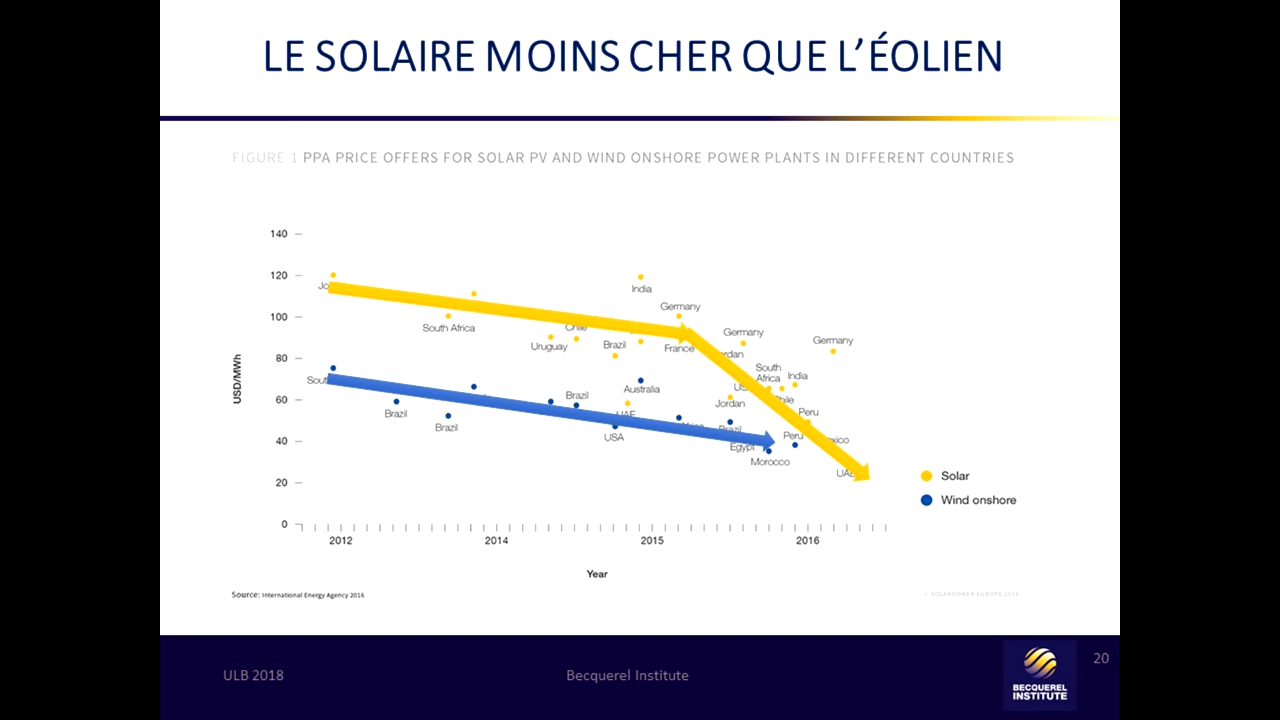 LE SOLAIRE MOINS CHER QUE L'ÉOLIEN
FIGURE 1 PPA PRICE OFFERS FOR SOLAR PV AND WIND ONSHORE POWER PLANTS IN DIFFERENT COUNTRIES
140
120
100
80
60
40
20
0
USD/MWh
India
Germany
South Africa
Chile
Uruguay
Brazil
France
Germany
Germany
South
Africa
India
Jordan
Peru
Australia
Brazil
Brazil
Brazil
USA
UAE
Brazil
Egypt
Peru
Morocco
UAE
Solar
Wind onshore
2012
2014
2015
2016
Year
Source: International Energy Agency 2016
© SOLARPOWER EUROPE 2016
ULB 2018
Becquerel Institute
BECQUEREL
INSTITUTE
20